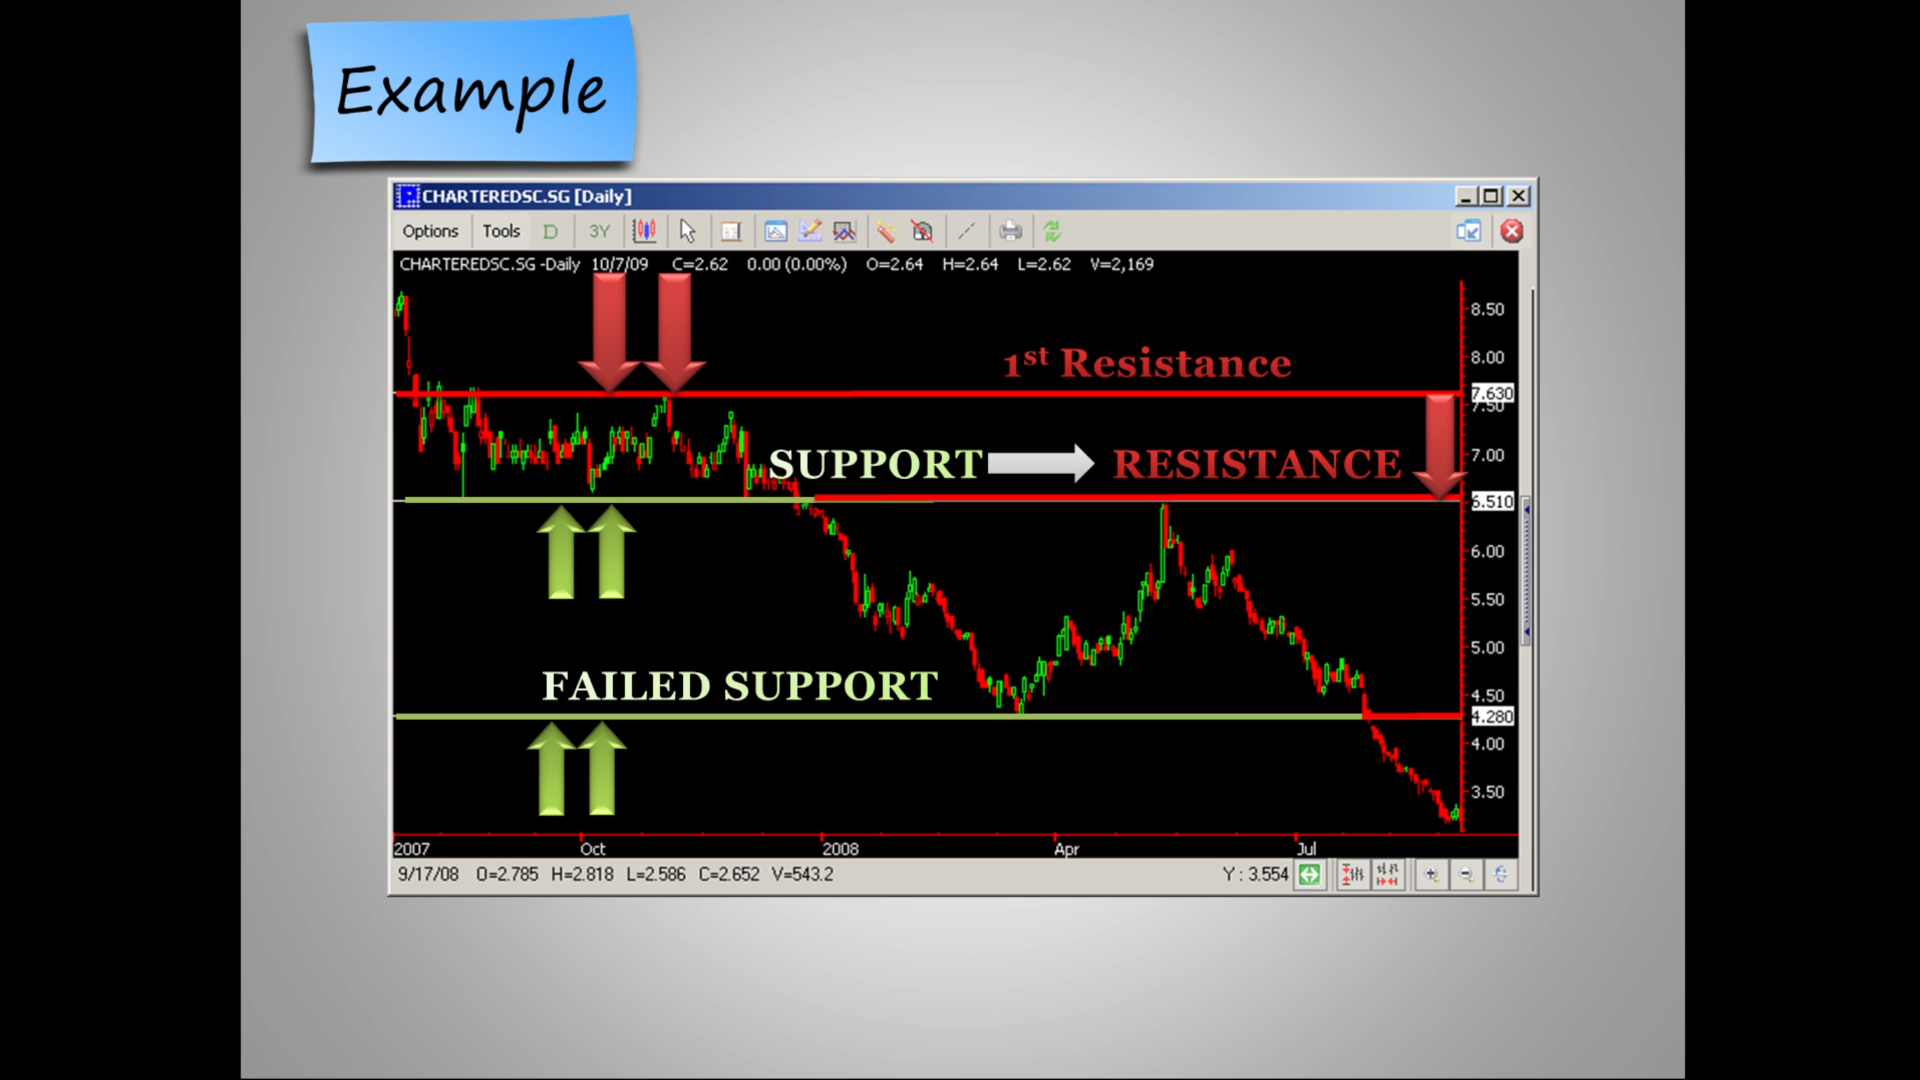 Example
CHARTEREDSC.SG [Daily]
Options Tools D 3Y
CHARTEREDSC.SG -Daily 10/7/09 C=2.62 0.00 (0.00%) O=2.64 H=2.64 L=2.62 V=2,169
8.50
1st Resistance
8.00
7.630
7.50
SUPPORT RESISTANCE
7.00
6.510
6.00
5.50
5.00
FAILED SUPPORT
4.50
4.280
4.00
3.50
2007 Oct 2008 Apr Jul
9/17/08 O=2.785 H=2.818 L=2.586 C=2.652 V=543.2 Y : 3.554